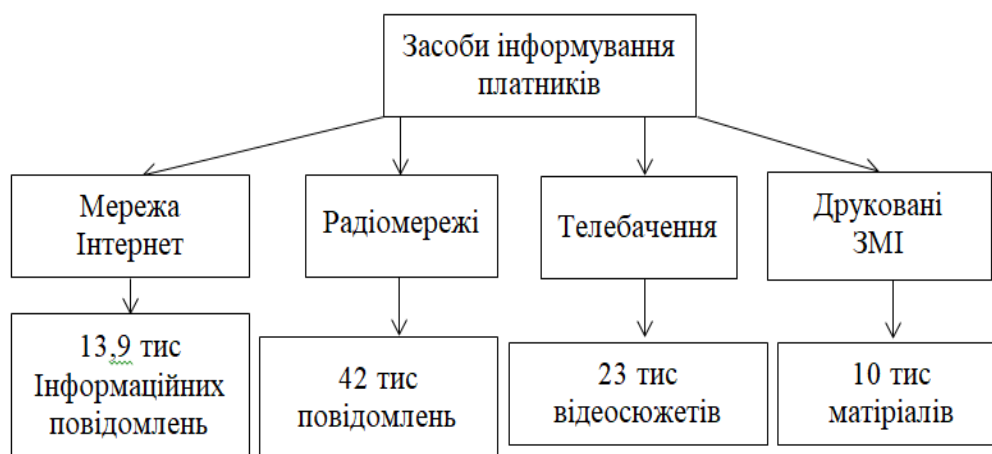 Засоби інформування
платників
Мережа
Інтернет
Радіомережі
Телебачення
Друковані
ЗМІ
13,9 тис
Інформаційних
повідомлень
42 тис
повідомлень
23 тис
відеосюжетів
10 тис
матіріалів